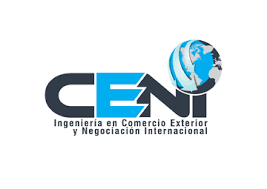 CENI
Ingeniería en Comercio Exterior
y Negociación Internacional